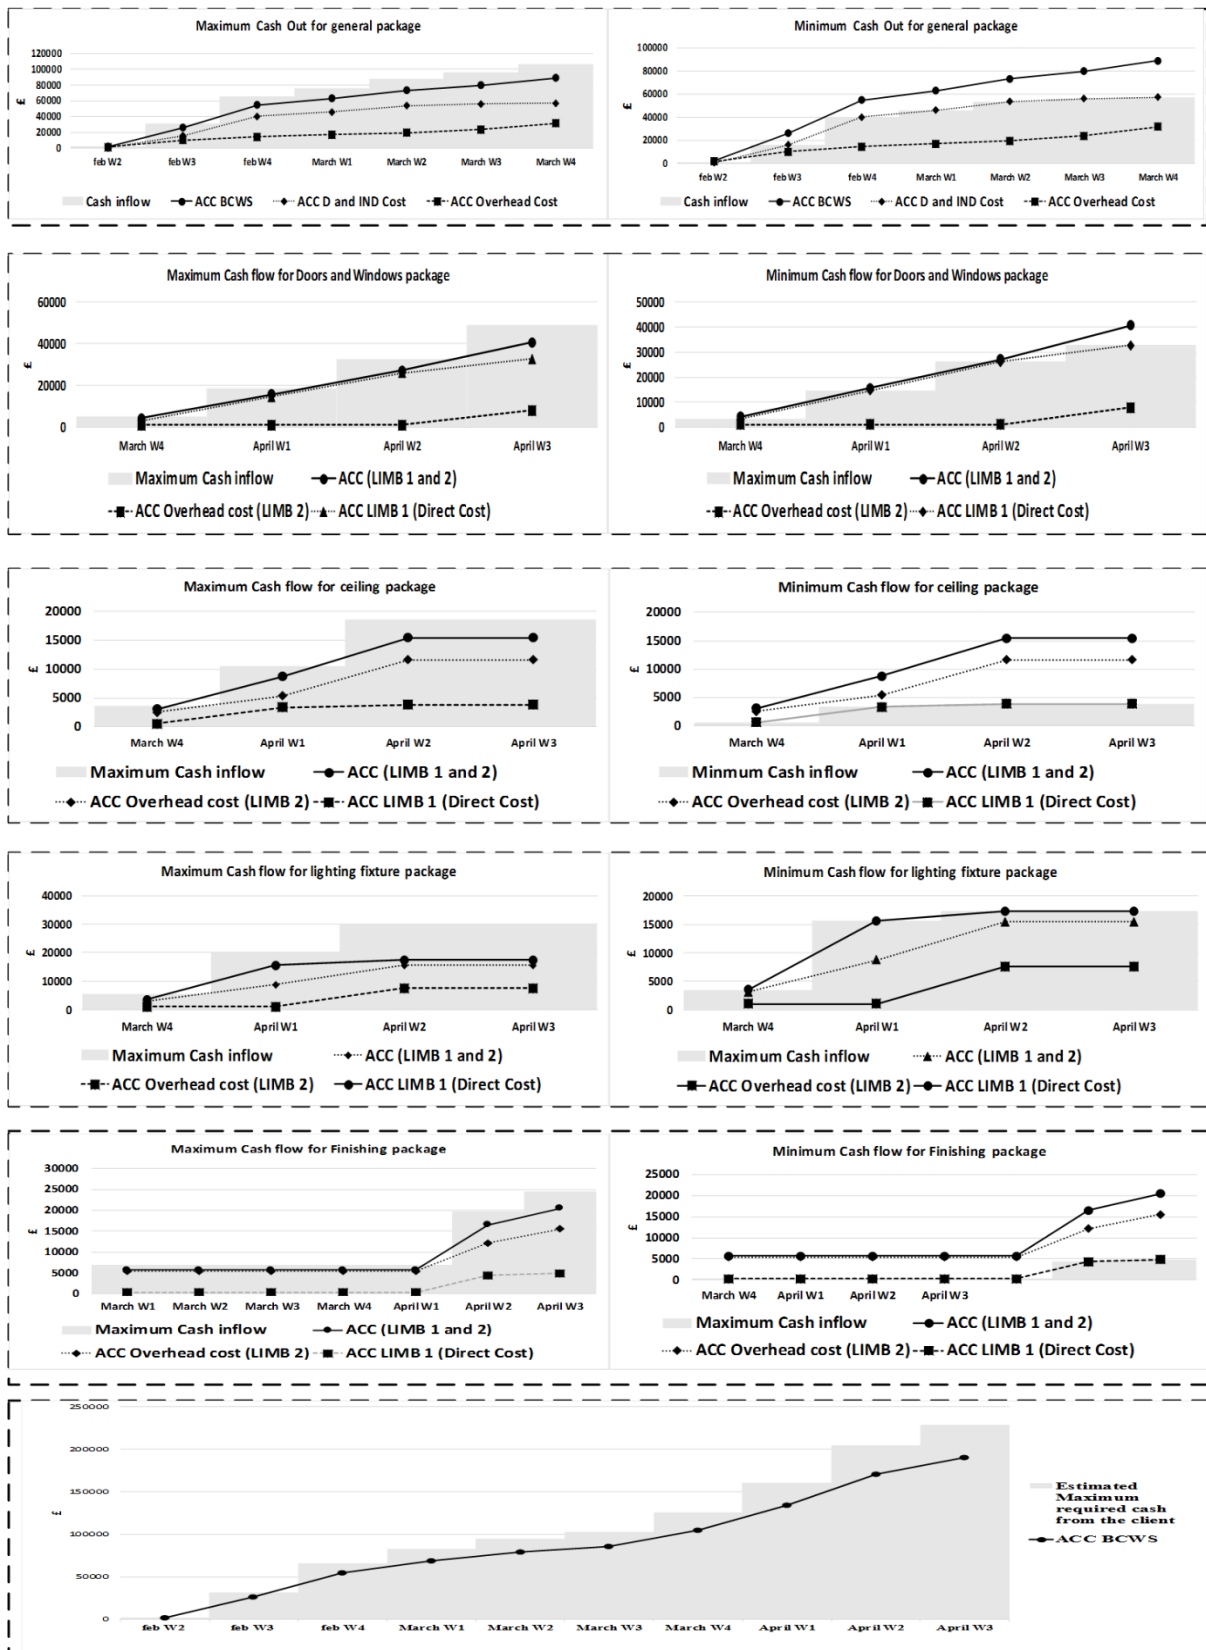 Maximum Cash Out for general package
120000
100000
80000
60000
40000
20000
0
£
feb W2 feb W3 feb W4 March W1 March W2 March W3 March W4
Cash inflow ACC BCWS ACC D and IND Cost ACC Overhead Cost
Minimum Cash Out for general package
100000
80000
60000
40000
20000
0
£
feb W2 feb W3 feb W4 March W1 March W2 March W3 March W4
Cash inflow ACC BCWS ACC D and IND Cost ACC Overhead Cost
Maximum Cash flow for Doors and Windows package
60000
40000
20000
0
£
March W4 April W1 April W2 April W3
Maximum Cash inflow ACC (LIMB 1 and 2)
ACC Overhead cost (LIMB 2) ACC LIMB 1 (Direct Cost)
Minimum Cash flow for Doors and Windows package
50000
40000
30000
20000
10000
0
£
March W4 April W1 April W2 April W3
Maximum Cash inflow ACC (LIMB 1 and 2)
ACC Overhead cost (LIMB 2) ACC LIMB 1 (Direct Cost)
Maximum Cash flow for ceiling package
20000
15000
10000
5000
0
£
March W4 April W1 April W2 April W3
Maximum Cash inflow ACC (LIMB 1 and 2)
ACC Overhead cost (LIMB 2) ACC LIMB 1 (Direct Cost)
Minimum Cash flow for ceiling package
20000
15000
10000
5000
0
£
March W4 April W1 April W2 April W3
Minmum Cash inflow ACC (LIMB 1 and 2)
ACC Overhead cost (LIMB 2) ACC LIMB 1 (Direct Cost)
Maximum Cash flow for lighting fixture package
40000
30000
20000
10000
0
£
March W4 April W1 April W2 April W3
Maximum Cash inflow ACC (LIMB 1 and 2)
ACC Overhead cost (LIMB 2) ACC LIMB 1 (Direct Cost)
Minimum Cash flow for lighting fixture package
20000
15000
10000
5000
0
£
March W4 April W1 April W2 April W3
Maximum Cash inflow ACC (LIMB 1 and 2)
ACC Overhead cost (LIMB 2) ACC LIMB 1 (Direct Cost)
Maximum Cash flow for Finishing package
30000
25000
20000
15000
10000
5000
0
£
March W1 March W2 March W3 March W4 April W1 April W2 April W3
Maximum Cash inflow ACC (LIMB 1 and 2)
ACC Overhead cost (LIMB 2) ACC LIMB 1 (Direct Cost)
Minimum Cash flow for Finishing package
25000
20000
15000
10000
5000
0
£
March W4 April W1 April W2 April W3
Maximum Cash inflow ACC (LIMB 1 and 2)
ACC Overhead cost (LIMB 2) ACC LIMB 1 (Direct Cost)
250000
200000
150000
100000
50000
0
£
feb W2 feb W3 feb W4 March W1 March W2 March W3 March W4 April W1 April W2 April W3
Estimated
Maximum
required cash
from the client
ACC BCWS